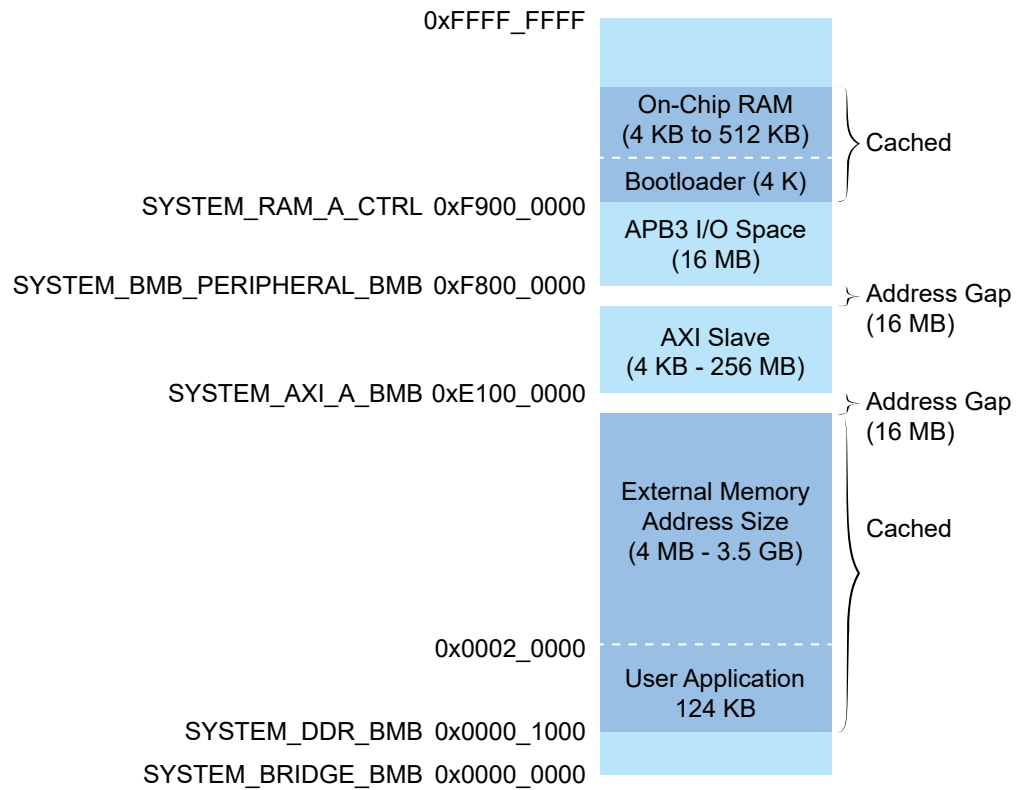 0xFFFF_FFFF
On-Chip RAM
(4 KB to 512 KB)
Cached
Bootloader (4 K)
SYSTEM_RAM_A_CTRL 0xF900_0000
APB3 I/O Space
(16 MB)
SYSTEM_BMB_PERIPHERAL_BMB 0xF800_0000
Address Gap
(16 MB)
AXI Slave
(4 KB - 256 MB)
SYSTEM_AXI_A_BMB 0xE100_0000
Address Gap
(16 MB)
External Memory
Address Size
(4 MB - 3.5 GB)
Cached
0x0002_0000
User Application
124 KB
SYSTEM_DDR_BMB 0x0000_1000
SYSTEM_BRIDGE_BMB 0x0000_0000